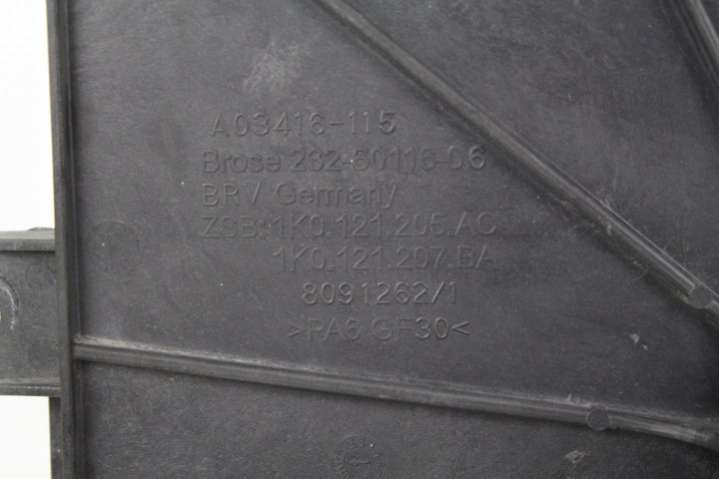 A03416-115
Brose 232-50116-06
BRV Germany
ZSB:1K0.121.205.AC
1K0.121.207.BA
8091262/1
>PA6 GF30<